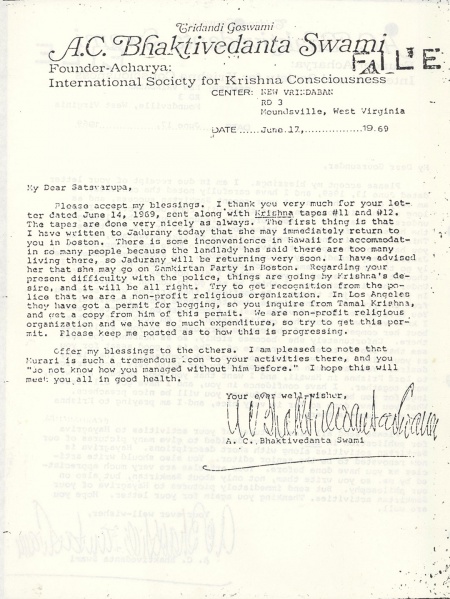 Tridandi Goswami
A.C. Bhaktivedanta Swami
FILE
Founder-Acharya:
International Society for Krishna Consciousness
CENTER: NEW VRINDABAN
RD 3
Moundsville, West Virginia
DATE ......June 17,................1969
My Dear Satsvarupa,
Please accept my blessings. I thank you very much for your let-
ter dated June 14, 1969, sent along with Krishna tapes #11 and #12.
The tapes are done very nicely as always. The first thing is that
I have written to Jadurany today that she may immediately return to
you in Boston. There is some inconvenience in Hawaii for accommodat-
in so many people because the landlady has said there are too many
living there, so Jadurany will be returning very soon. I have advised
her that she may go on Samkirtan Party in Boston. Regarding your
present difficulty with the police, things are going by Krishna's de-
sire, and it will be all right. Try to get recognition from the po-
lice that we are a non-profit religious organization. In Los Angeles
they have got a permit for begging, so you inquire from Tamal Krishna,
and get a copy from him of this permit. We are non-profit religious
organization and we have so much expenditure, so try to get this per-
mit. Please keep me posted as to how this is progressing.
Offer my blessings to the others. I am pleased to note that
Murari is such a tremendous icon to your activities there, and you
"do not know how you managed without him before." I hope this will
meet you all in good health.
Your ever well-wisher,
A C Bhaktivedanta Swami
A. C. Bhaktivedanta Swami